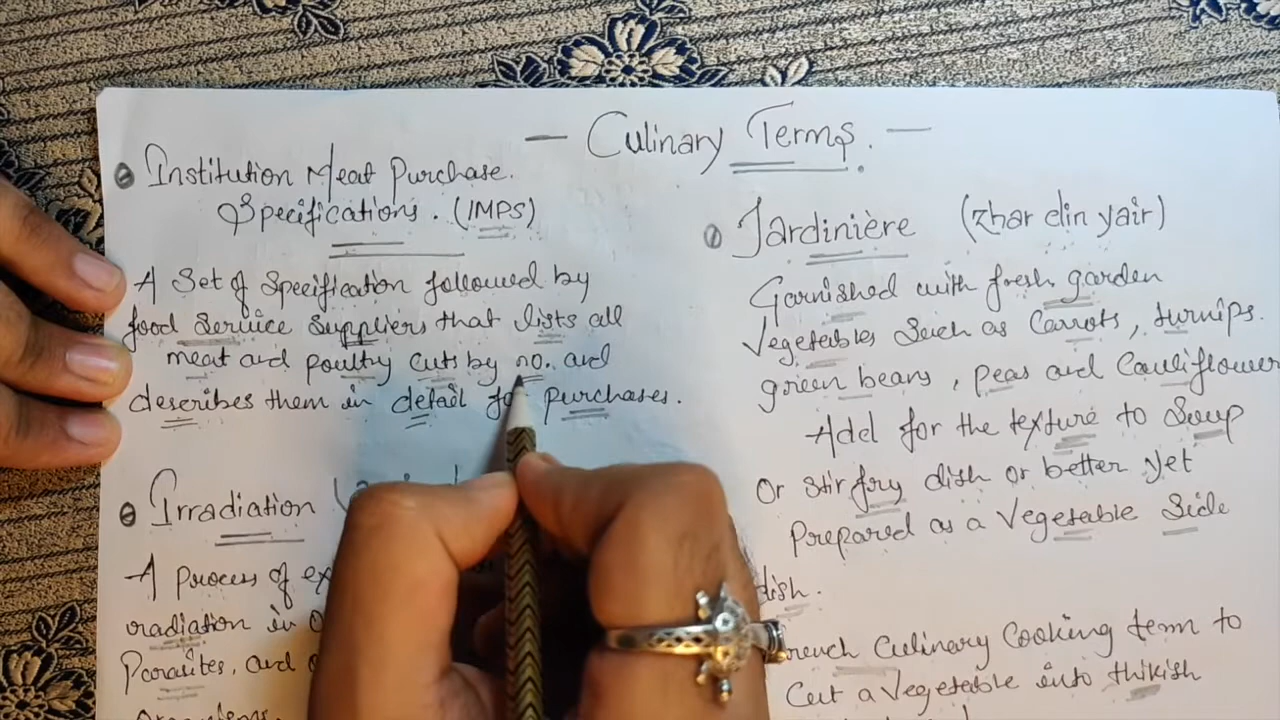 — Culinary Terms. —
Institution Meat Purchase.
Specifications. (IMPS)
A Set of Specification followed by
food Service Suppliers that lists all
meat and poultry cuts by no. and
describes them in detail for purchases.
Irradiation
A process of
radiation in
Parasites, and
Jardinière (zhar din yair)
Garnished with fresh garden
Vegetables Such as Carrots, turnips.
green beans, peas and Cauliflower
Add for the texture to Soup
Or Stir fry dish or better yet
Prepared as a Vegetable Side
dish.
Culinary Cooking term to
Cut a Vegetable into thikish